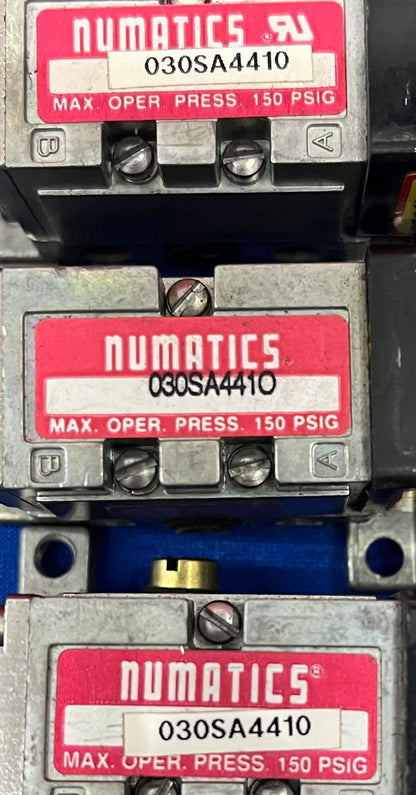 NUMATICS RU
030SA4410
MAX. OPER. PRESS. 150 PSIG
B A
NUMATICS
030SA4410
MAX. OPER. PRESS. 150 PSIG
B A
NUMATICS®
030SA4410
MAX. OPER. PRESS. 150 PSIG